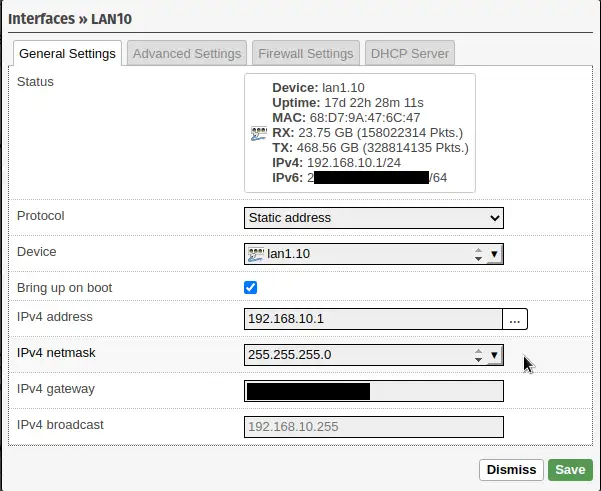 Interfaces » LAN10
General Settings Advanced Settings Firewall Settings DHCP Server
Status
Device: lan1.10
Uptime: 17d 22h 28m 11s
MAC: 68:D7:9A:47:6C:47
RX: 23.75 GB (158022314 Pkts.)
TX: 468.56 GB (328814135 Pkts.)
IPv4: 192.168.10.1/24
IPv6: 2 /64
Protocol Static address
Device lan1.10
Bring up on boot
IPv4 address 192.168.10.1 ...
IPv4 netmask 255.255.255.0
IPv4 gateway
IPv4 broadcast 192.168.10.255
Dismiss Save